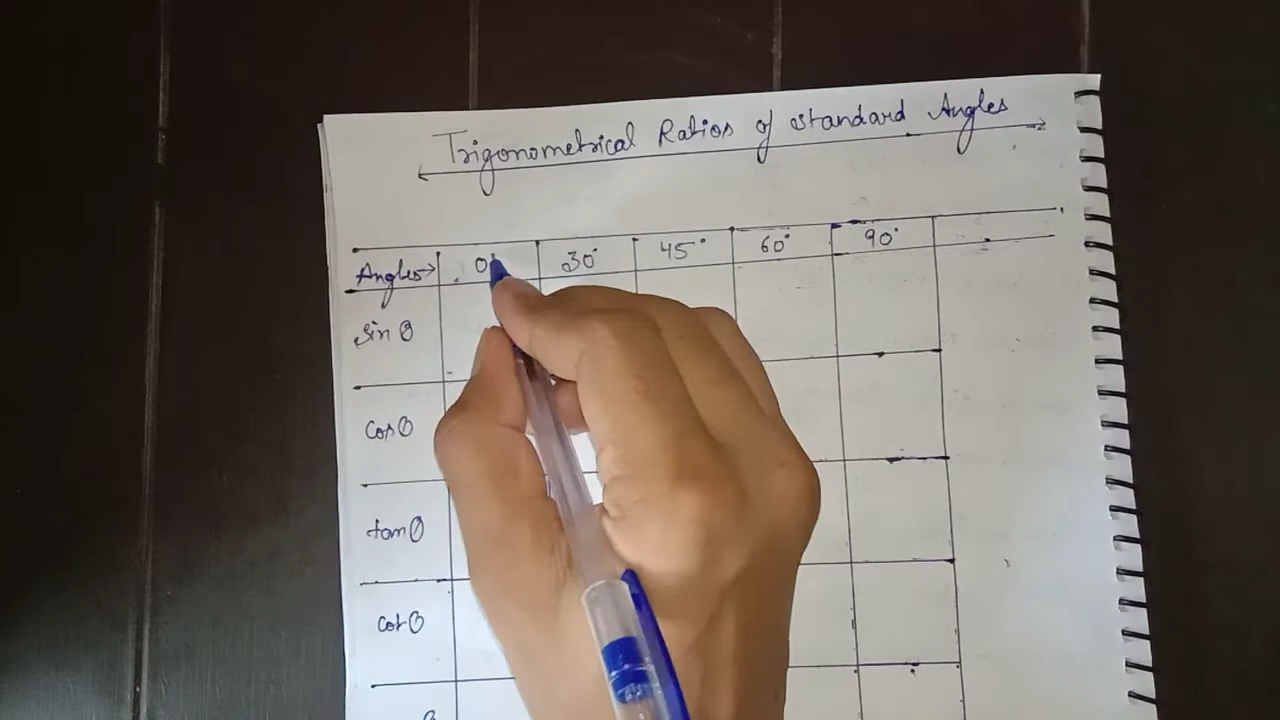 Trigonometrical Ratios of standard Angles
Angles→ 0° 30° 45° 60° 90°
sin θ
cos θ
tan θ
cot θ